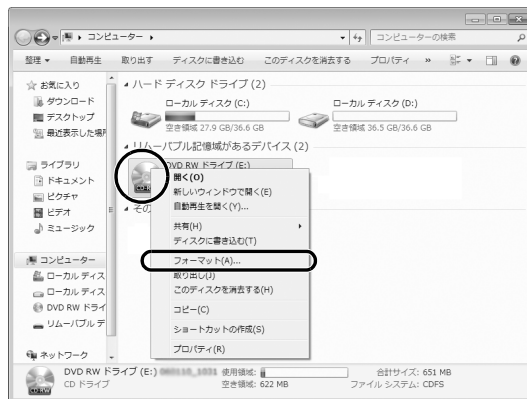 コンピューター
コンピューターの検索
整理 自動再生 取り出す ディスクに書き込む このディスクを消去する プロパティ »
お気に入り
ダウンロード
デスクトップ
最近表示した場所
ライブラリ
ドキュメント
ピクチャ
ビデオ
ミュージック
コンピューター
ローカル ディス
ローカル ディス
DVD RW ドライ
リムーバブル デ
ネットワーク
ハード ディスク ドライブ (2)
ローカル ディスク (C:)
空き領域 27.9 GB/36.6 GB
ローカル ディスク (D:)
空き領域 36.5 GB/36.6 GB
リムーバブル記憶域があるデバイス (2)
DVD RW ドライブ (E:)
CD-RW
その
開く(O)
新しいウィンドウで開く(E)
自動再生を開く(Y)...
共有(H)
ディスクに書き込む(T)
フォーマット(A)...
取り出し(J)
このディスクを消去する(H)
コピー(C)
ショートカットの作成(S)
プロパティ(R)
CD-RW
DVD RW ドライブ (E:) 使用領域: 合計サイズ: 651 MB
CD ドライブ 空き領域: 622 MB ファイル システム: CDFS